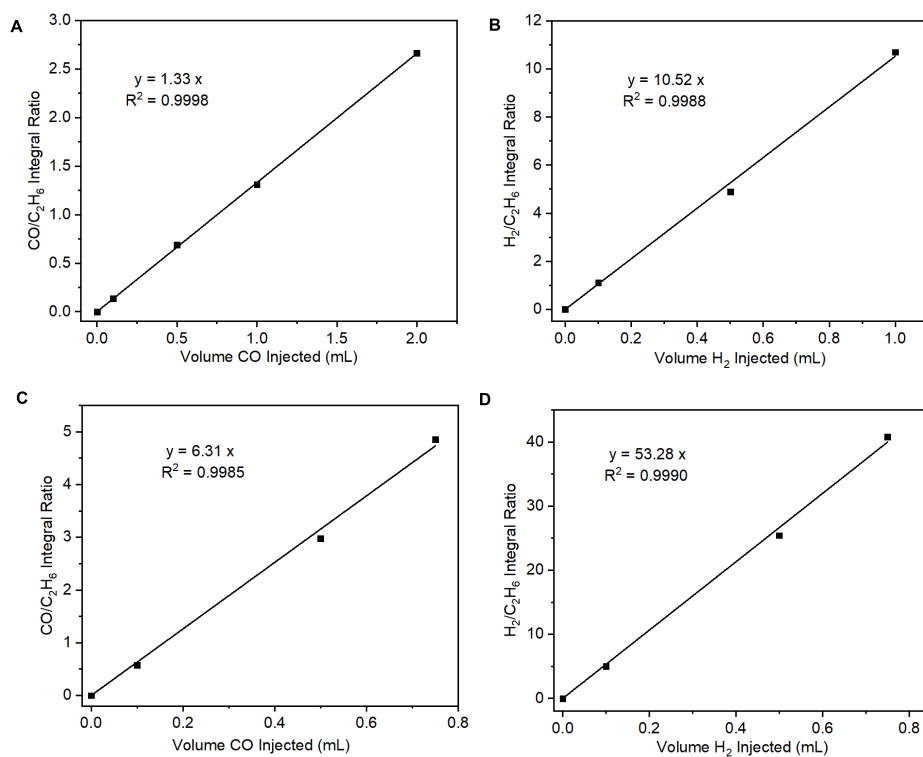 A
CO/C₂H₆ Integral Ratio
3.0
2.5
2.0
1.5
1.0
0.5
0.0
y = 1.33 x
R² = 0.9998
0.0 0.5 1.0 1.5 2.0
Volume CO Injected (mL)
B
H₂/C₂H₆ Integral Ratio
12
10
8
6
4
2
0
y = 10.52 x
R² = 0.9988
0.0 0.2 0.4 0.6 0.8 1.0
Volume H₂ Injected (mL)
C
CO/C₂H₆ Integral Ratio
5
4
3
2
1
0
y = 6.31 x
R² = 0.9985
0.0 0.2 0.4 0.6 0.8
Volume CO Injected (mL)
D
H₂/C₂H₆ Integral Ratio
40
30
20
10
0
y = 53.28 x
R² = 0.9990
0.0 0.2 0.4 0.6 0.8
Volume H₂ Injected (mL)